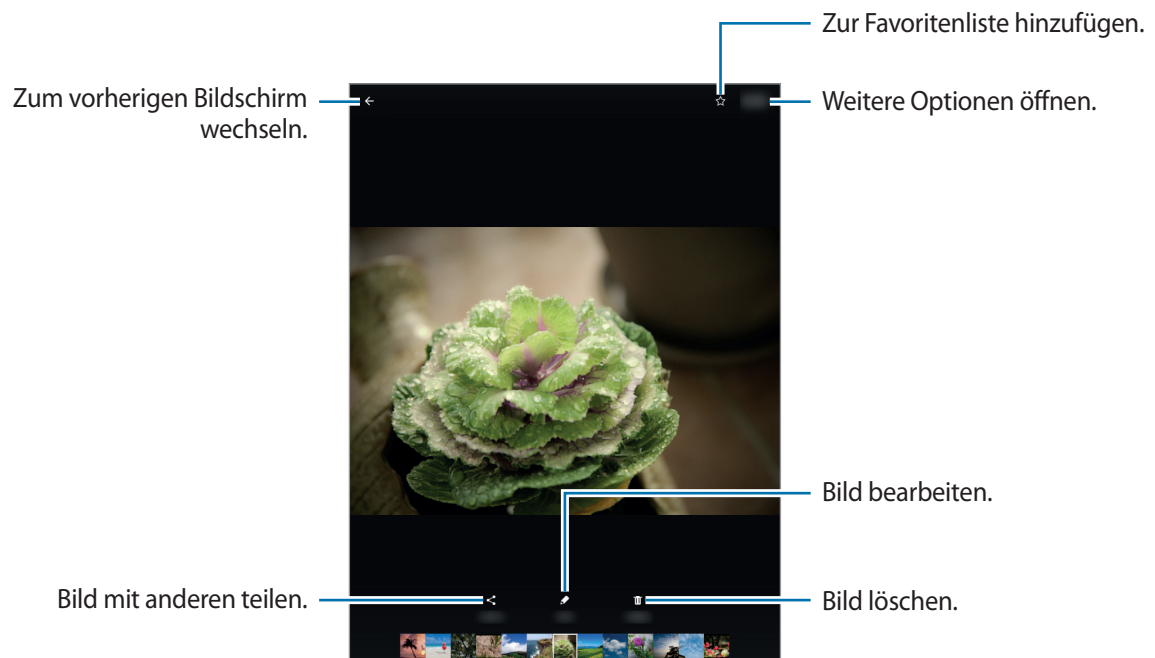 Zur Favoritenliste hinzufügen.
Zum vorherigen Bildschirm
wechseln.
Weitere Optionen öffnen.
Bild bearbeiten.
Bild mit anderen teilen.
Bild löschen.